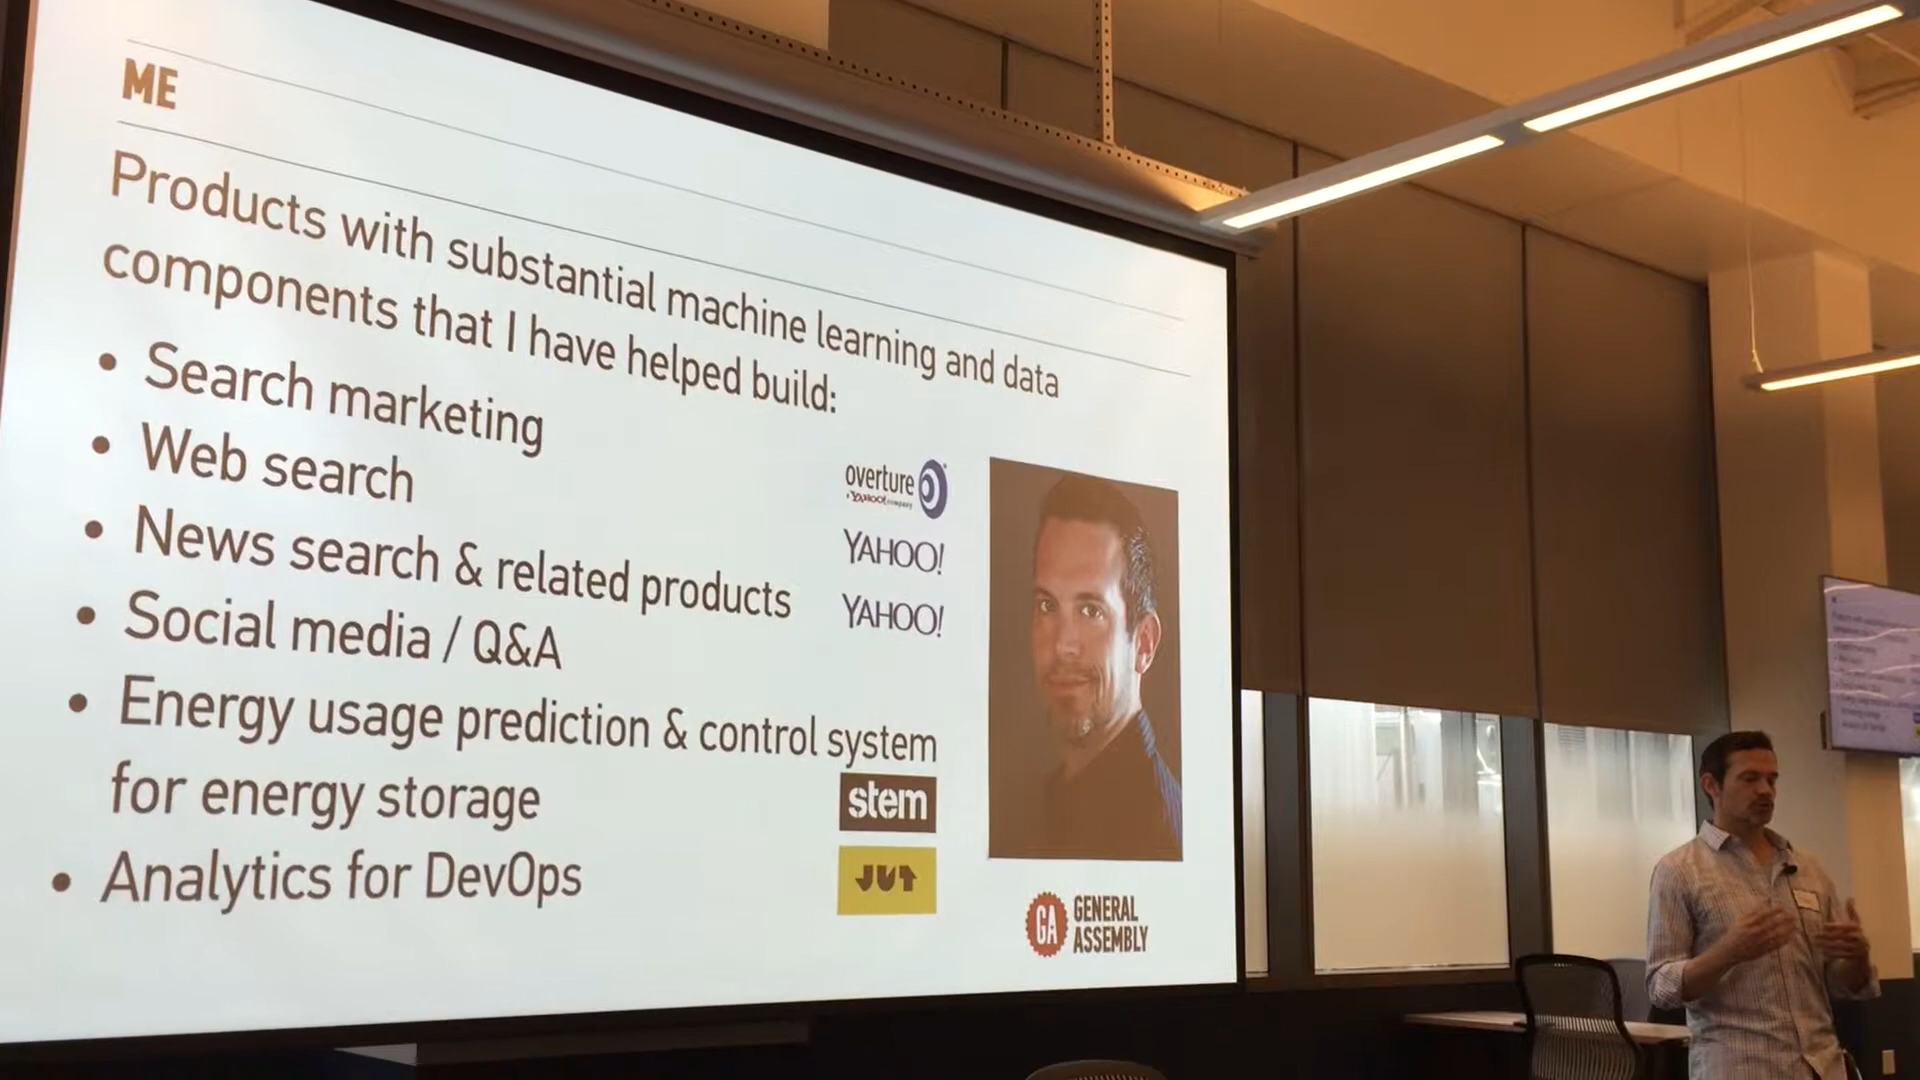 ME
Products with substantial machine learning and data
components that I have helped build:
• Search marketing
• Web search
overture
a YAHOO! company
• News search & related products
YAHOO!
• Social media / Q&A
YAHOO!
• Energy usage prediction & control system
for energy storage
stem
• Analytics for DevOps
JUT
GA
GENERAL
ASSEMBLY